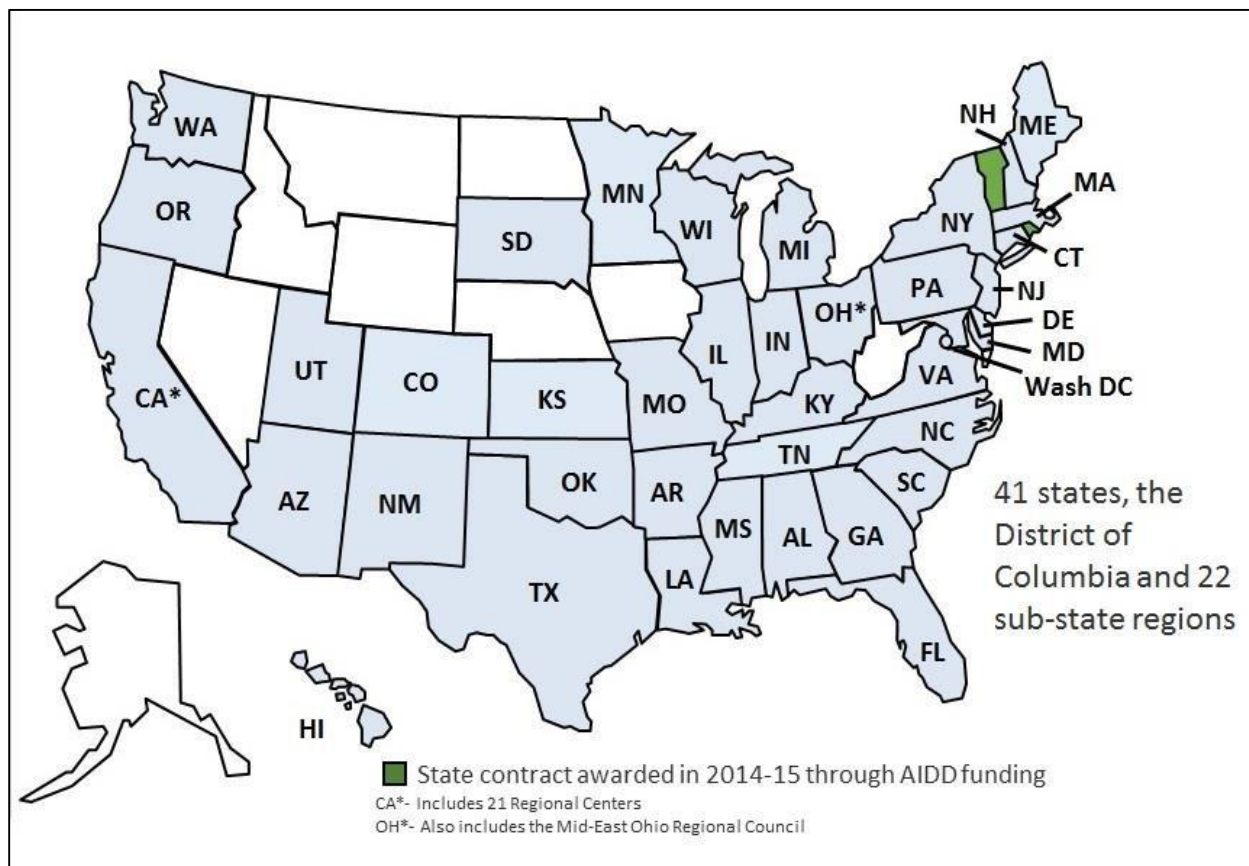 WA
NH
ME
MN
OR
MA
WI
NY
SD
MI
CT
PA
NJ
OH*
DE
IN
IL
MD
UT
CO
VA
Wash DC
CA*
KS
MO
KY
NC
TN
OK
AR
SC
AZ
NM
MS
AL
GA
41 states, the
District of
Columbia and 22
sub-state regions
LA
TX
FL
HI
State contract awarded in 2014-15 through AIDD funding
CA*- Includes 21 Regional Centers
OH*- Also includes the Mid-East Ohio Regional Council